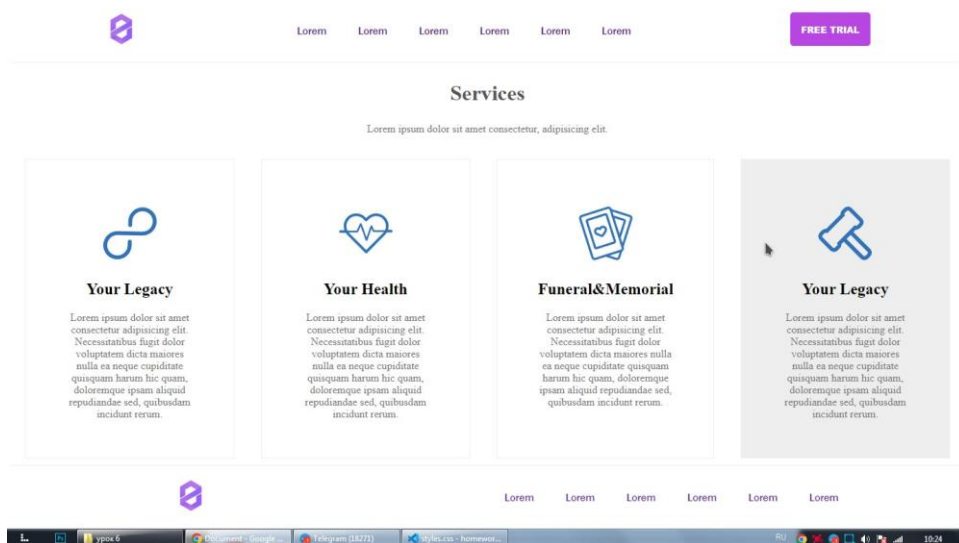 Lorem Lorem Lorem Lorem Lorem Lorem
FREE TRIAL
Services
Lorem ipsum dolor sit amet consectetur, adipisicing elit.
Your Legacy
Lorem ipsum dolor sit amet
consectetur adipisicing elit.
Necessitatibus fugit dolor
voluptatem dicta maiores
nulla ea neque cupiditate
quisquam harum hic quam,
doloremque ipsam aliquid
repudiandae sed, quibusdam
incidunt rerum.
Your Health
Lorem ipsum dolor sit amet
consectetur adipisicing elit.
Necessitatibus fugit dolor
voluptatem dicta maiores
nulla ea neque cupiditate
quisquam harum hic quam,
doloremque ipsam aliquid
repudiandae sed, quibusdam
incidunt rerum.
Funeral&Memorial
Lorem ipsum dolor sit amet
consectetur adipisicing elit.
Necessitatibus fugit dolor
voluptatem dicta maiores nulla
ea neque cupiditate quisquam
harum hic quam, doloremque
ipsam aliquid repudiandae sed,
quibusdam incidunt rerum.
Your Legacy
Lorem ipsum dolor sit amet
consectetur adipisicing elit.
Necessitatibus fugit dolor
voluptatem dicta maiores
nulla ea neque cupiditate
quisquam harum hic quam,
doloremque ipsam aliquid
repudiandae sed, quibusdam
incidunt rerum.
Lorem Lorem Lorem Lorem Lorem Lorem
Ps
урок 6
Document - Google ...
Telegram (18271)
styles.css - homewor...
RU
10:24